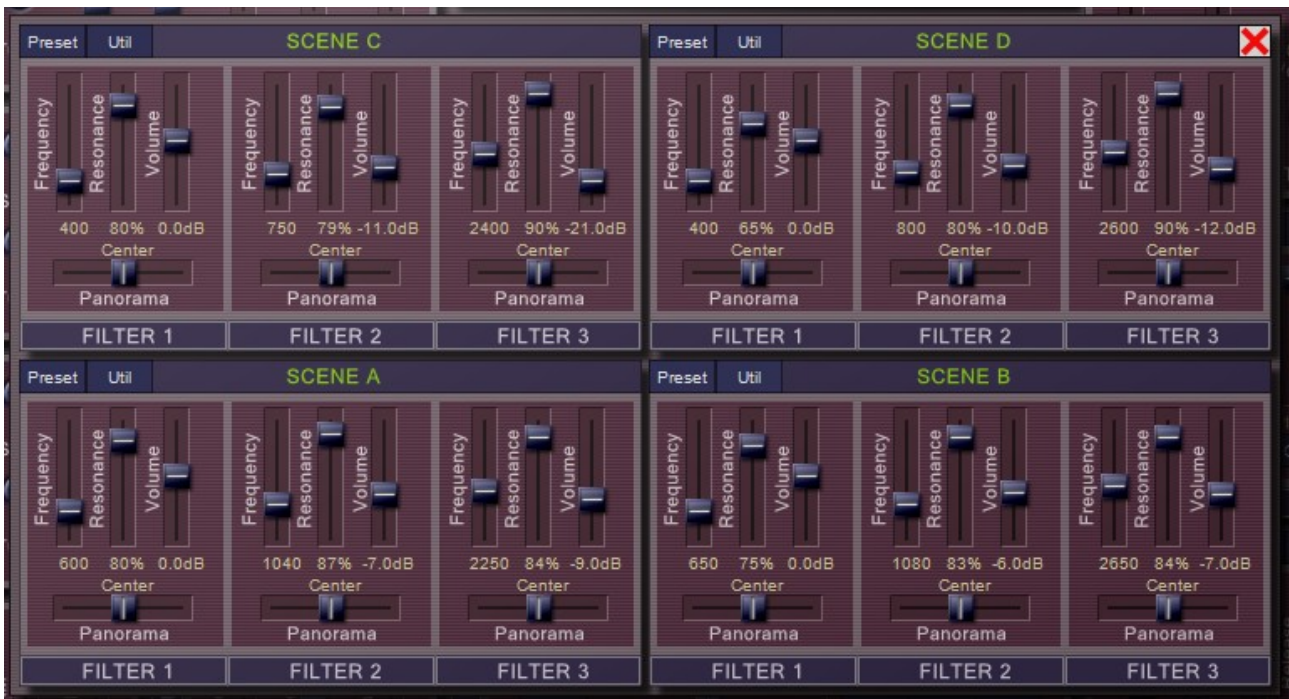 Preset Util SCENE C
Frequency Resonance Volume Frequency Resonance Volume Frequency Resonance Volume
400 80% 0.0dB 750 79% -11.0dB 2400 90% -21.0dB
Center Center Center
Panorama Panorama Panorama
FILTER 1 FILTER 2 FILTER 3
Preset Util SCENE D
Frequency Resonance Volume Frequency Resonance Volume Frequency Resonance Volume
400 65% 0.0dB 800 80% -10.0dB 2600 90% -12.0dB
Center Center Center
Panorama Panorama Panorama
FILTER 1 FILTER 2 FILTER 3
Preset Util SCENE A
Frequency Resonance Volume Frequency Resonance Volume Frequency Resonance Volume
600 80% 0.0dB 1040 87% -7.0dB 2250 84% -9.0dB
Center Center Center
Panorama Panorama Panorama
FILTER 1 FILTER 2 FILTER 3
Preset Util SCENE B
Frequency Resonance Volume Frequency Resonance Volume Frequency Resonance Volume
650 75% 0.0dB 1080 83% -6.0dB 2650 84% -7.0dB
Center Center Center
Panorama Panorama Panorama
FILTER 1 FILTER 2 FILTER 3